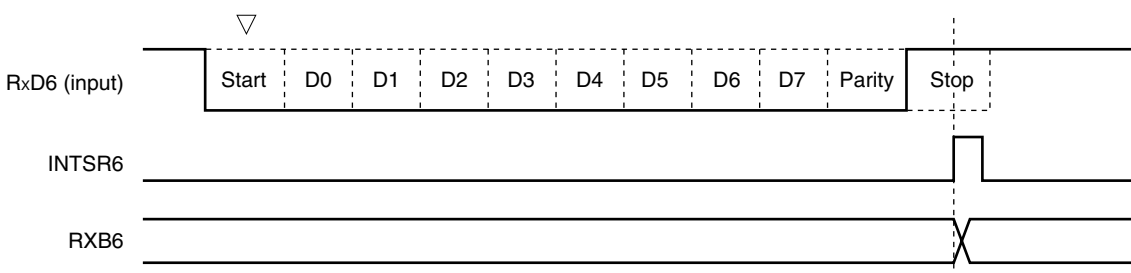 RxD6 (input)
Start D0 D1 D2 D3 D4 D5 D6 D7 Parity Stop
INTSR6
RXB6